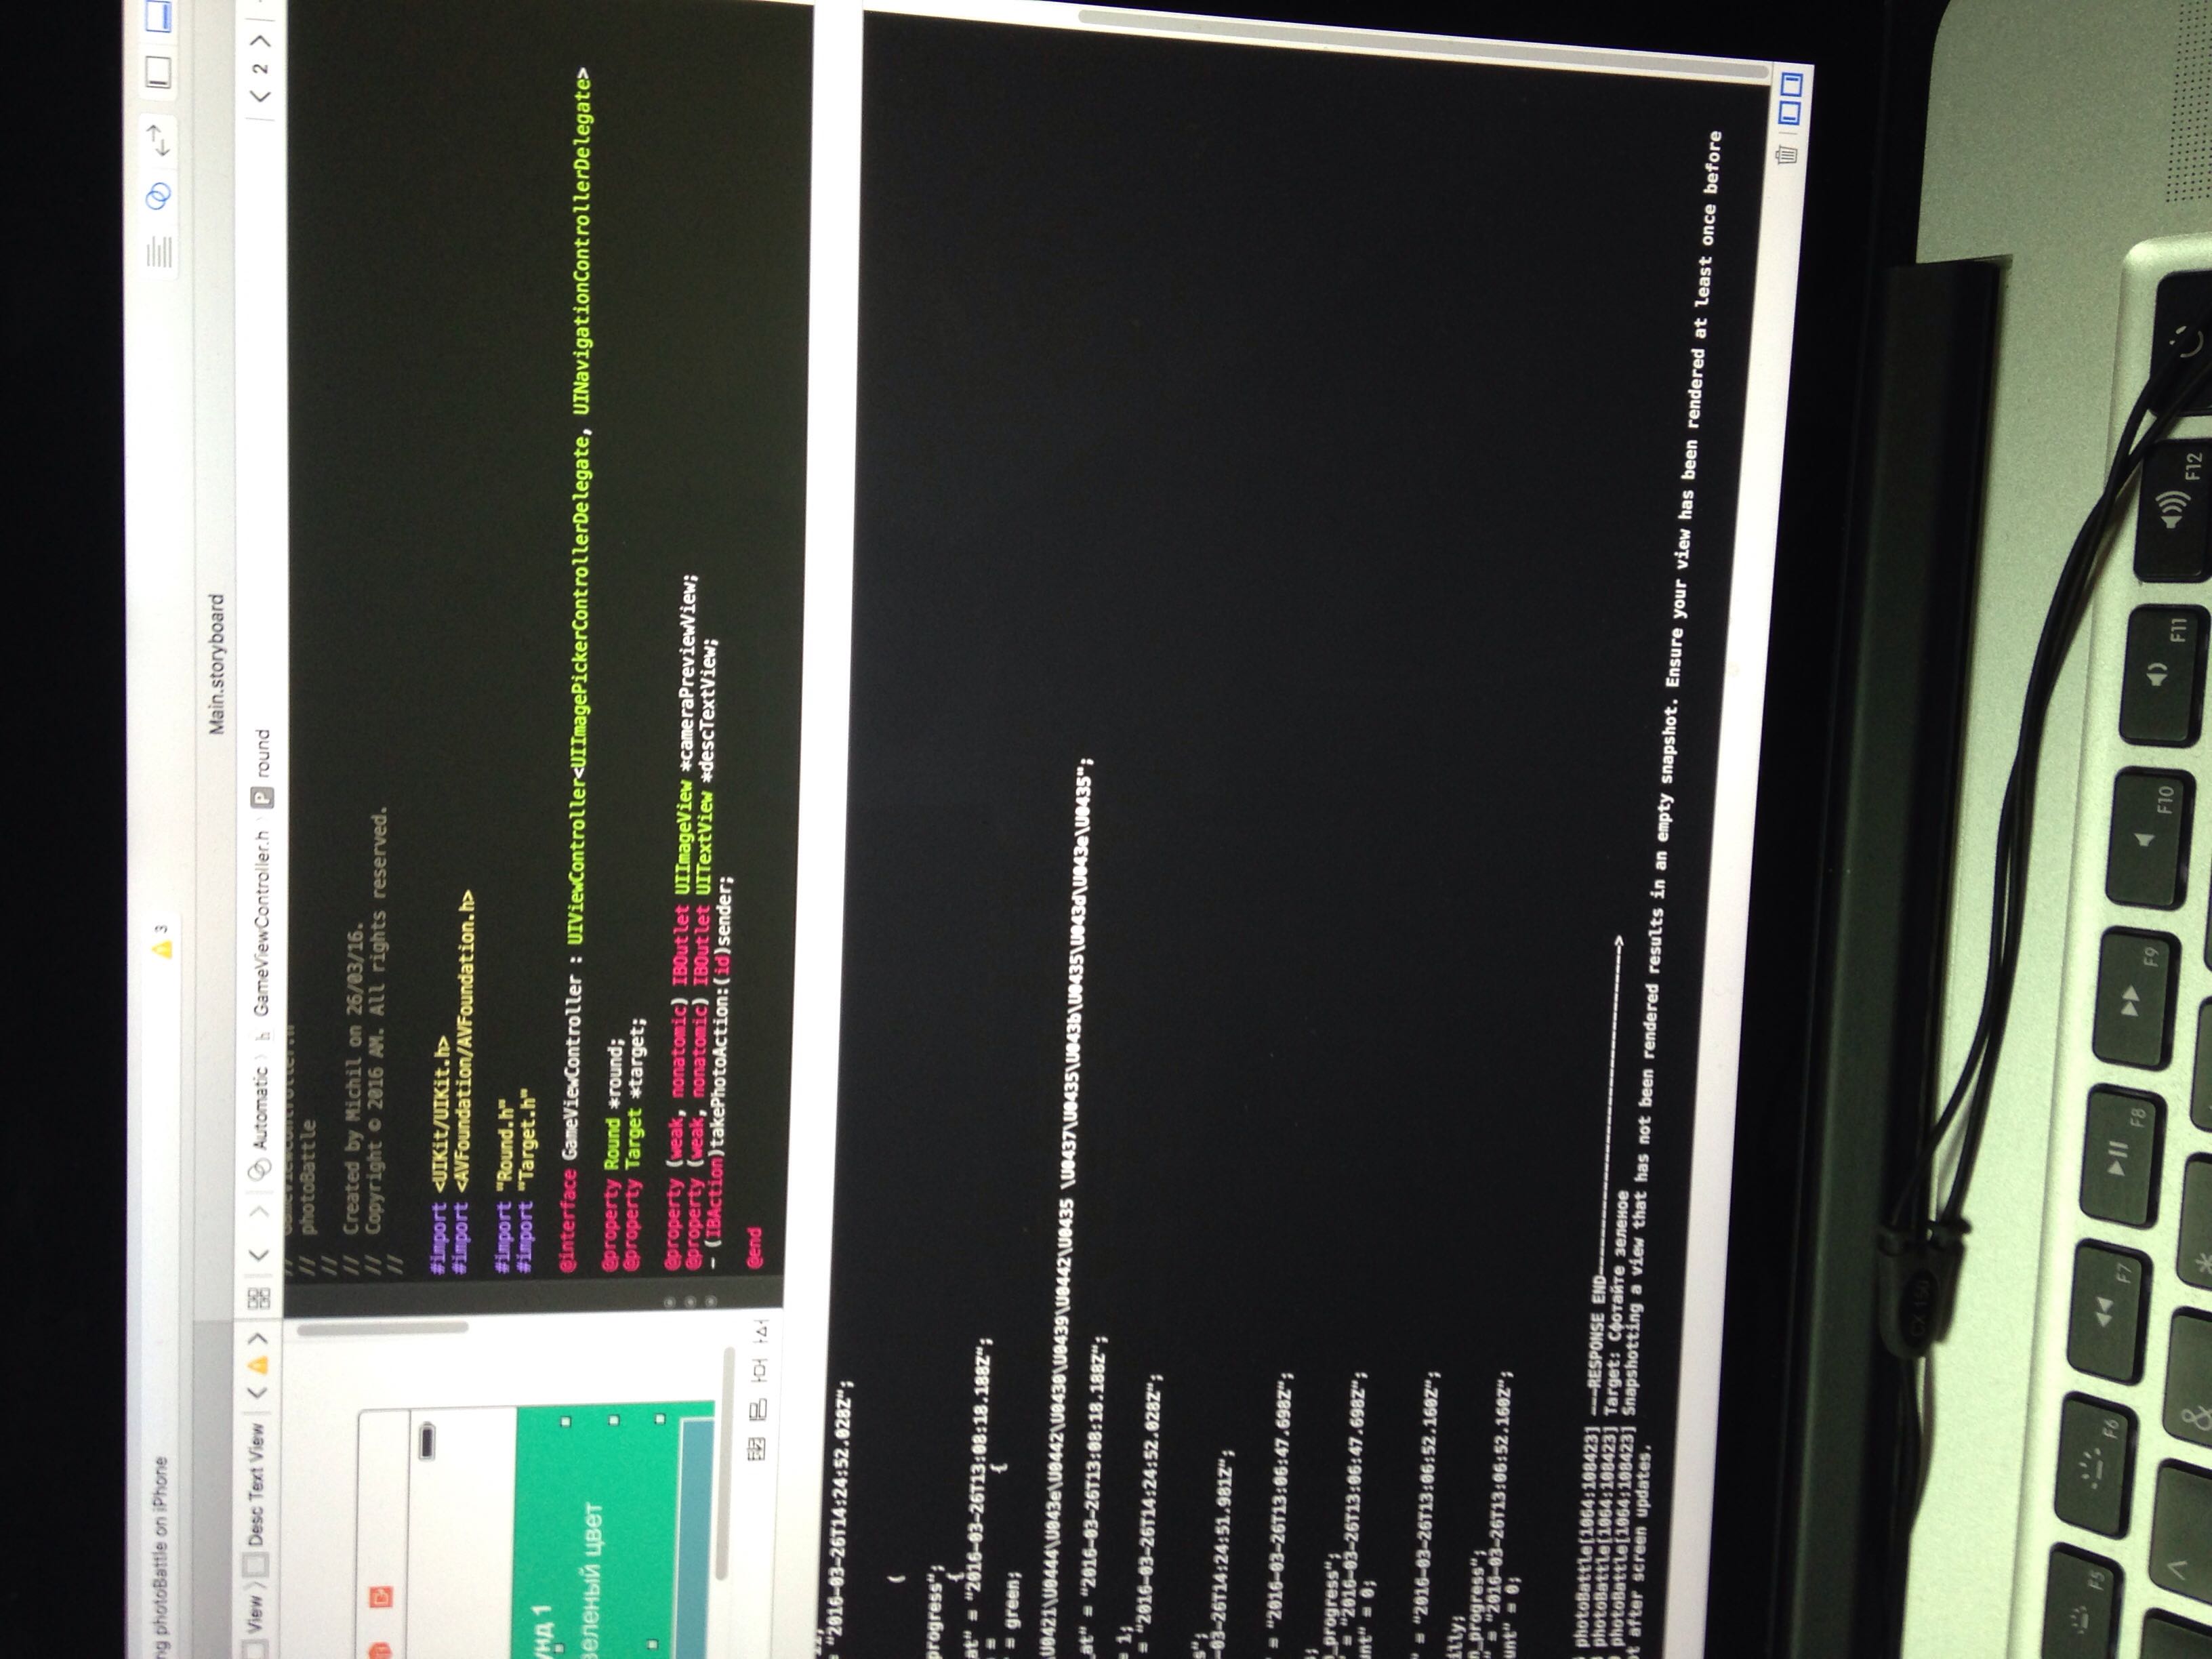 ng photoBattle on iPhone
3
Main.storyboard
View
Desc Text View
Automatic
h
GameViewController.h
P
round
2
// GameViewController.h
// photoBattle
//
// Created by Michil on 26/03/16.
// Copyright © 2016 AM. All rights reserved.
//
#import <UIKit/UIKit.h>
#import <AVFoundation/AVFoundation.h>
#import "Round.h"
#import "Target.h"
@interface GameViewController : UIViewController<UIImagePickerControllerDelegate, UINavigationControllerDelegate>
@property Round *round;
@property Target *target;
@property (weak, nonatomic) IBOutlet UIImageView *cameraPreviewView;
@property (weak, nonatomic) IBOutlet UITextView *descTextView;
- (IBAction)takePhotoAction:(id)sender;
@end
унд 1
зеленый цвет
= "2016-03-26T14:24:52.028Z";
(
progress";
{
at" = "2016-03-26T13:08:18.188Z";
=
{
= green;
\U0421\U0444\U043e\U0442\U0430\U0439\U0442\U0435 \U0437\U0435\U043b\U0435\U043d\U043e\U0435";
_at" = "2016-03-26T13:08:18.188Z";
= 1;
= "2016-03-26T14:24:52.028Z";
s";
-03-26T14:24:51.981Z";
= "2016-03-26T13:06:47.698Z";
;
_progress";
" = "2016-03-26T13:06:47.698Z";
unt" = 0;
" = "2016-03-26T13:06:52.160Z";
illy;
n_progress";
" = "2016-03-26T13:06:52.160Z";
unt" = 0;
photoBattle[1064:108423] ---RESPONSE END---------------------------------------->
photoBattle[1064:108423] Target: Сфотайте зеленое
photoBattle[1064:108423] Snapshotting a view that has not been rendered results in an empty snapshot. Ensure your view has been rendered at least once before
ot after screen updates.
CX 150
F5
F6
F7
F8
F9
F10
F11
F12
^
&
*